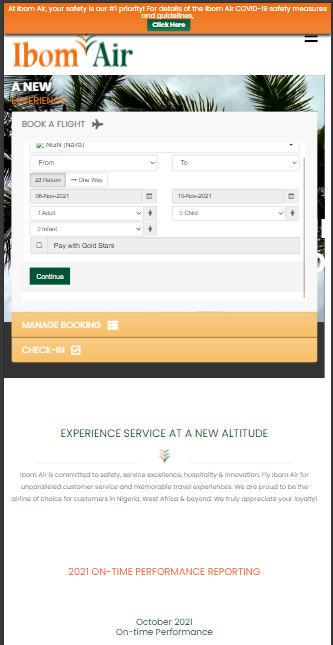 At Ibom Air, your safety is our #1 priority! For details of the Ibom Air COVID-19 safety measures
and guidelines,
Click Here
Ibom Air
A NEW
EXPERIENCE
BOOK A FLIGHT
NGN (Naira)
From To
Return One Way
06-Nov-2021 10-Nov-2021
1 Adult 0 Child
0 Infant
Pay with Gold Stars
Continue
MANAGE BOOKING
CHECK-IN
EXPERIENCE SERVICE AT A NEW ALTITUDE
Ibom Air is committed to safety, service excellence, hospitality & innovation. Fly Ibom Air for
unparalleled customer service and memorable travel experiences. We are proud to be the
airline of choice for customers in Nigeria, West Africa & beyond. We truly appreciate your loyalty!
2021 ON-TIME PERFORMANCE REPORTING
October 2021
On-time Performance